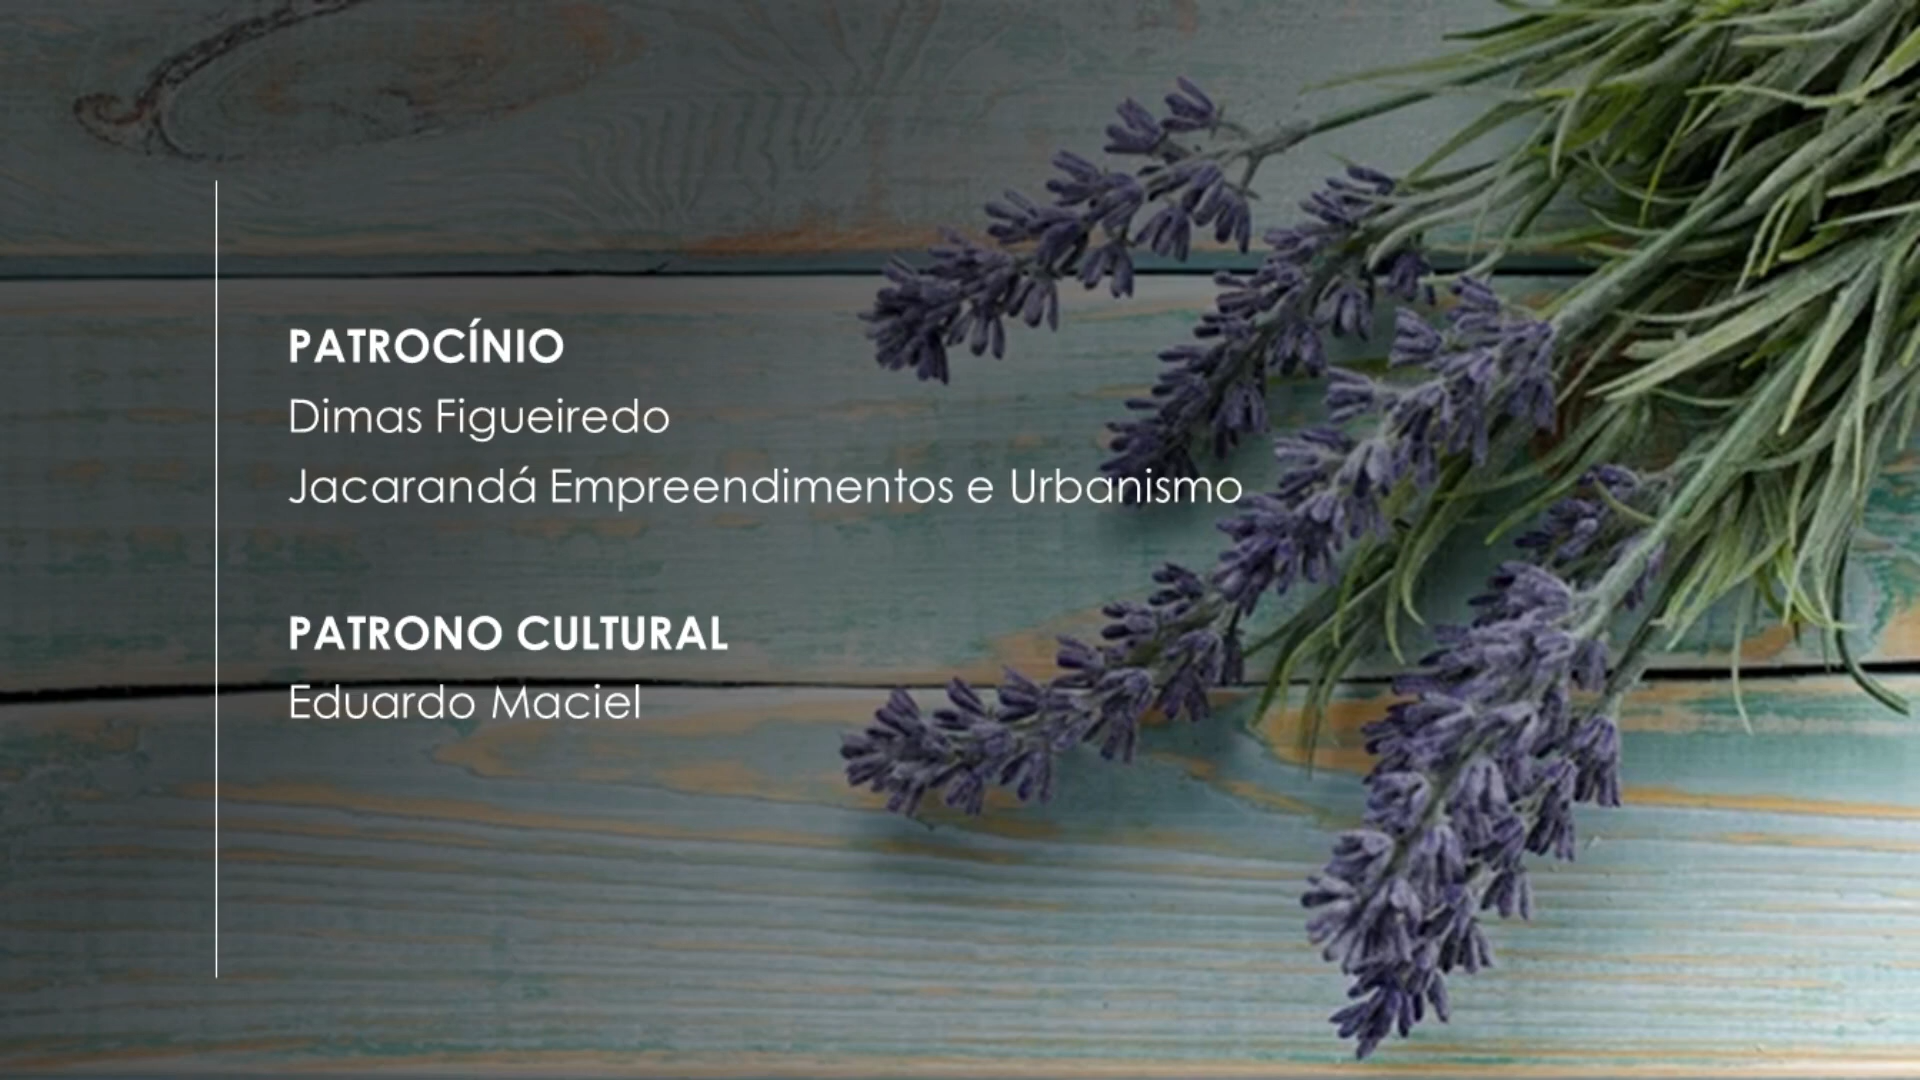 PATROCÍNIO
Dimas Figueiredo
Jacarandá Empreendimentos e Urbanismo
PATRONO CULTURAL
Eduardo Maciel